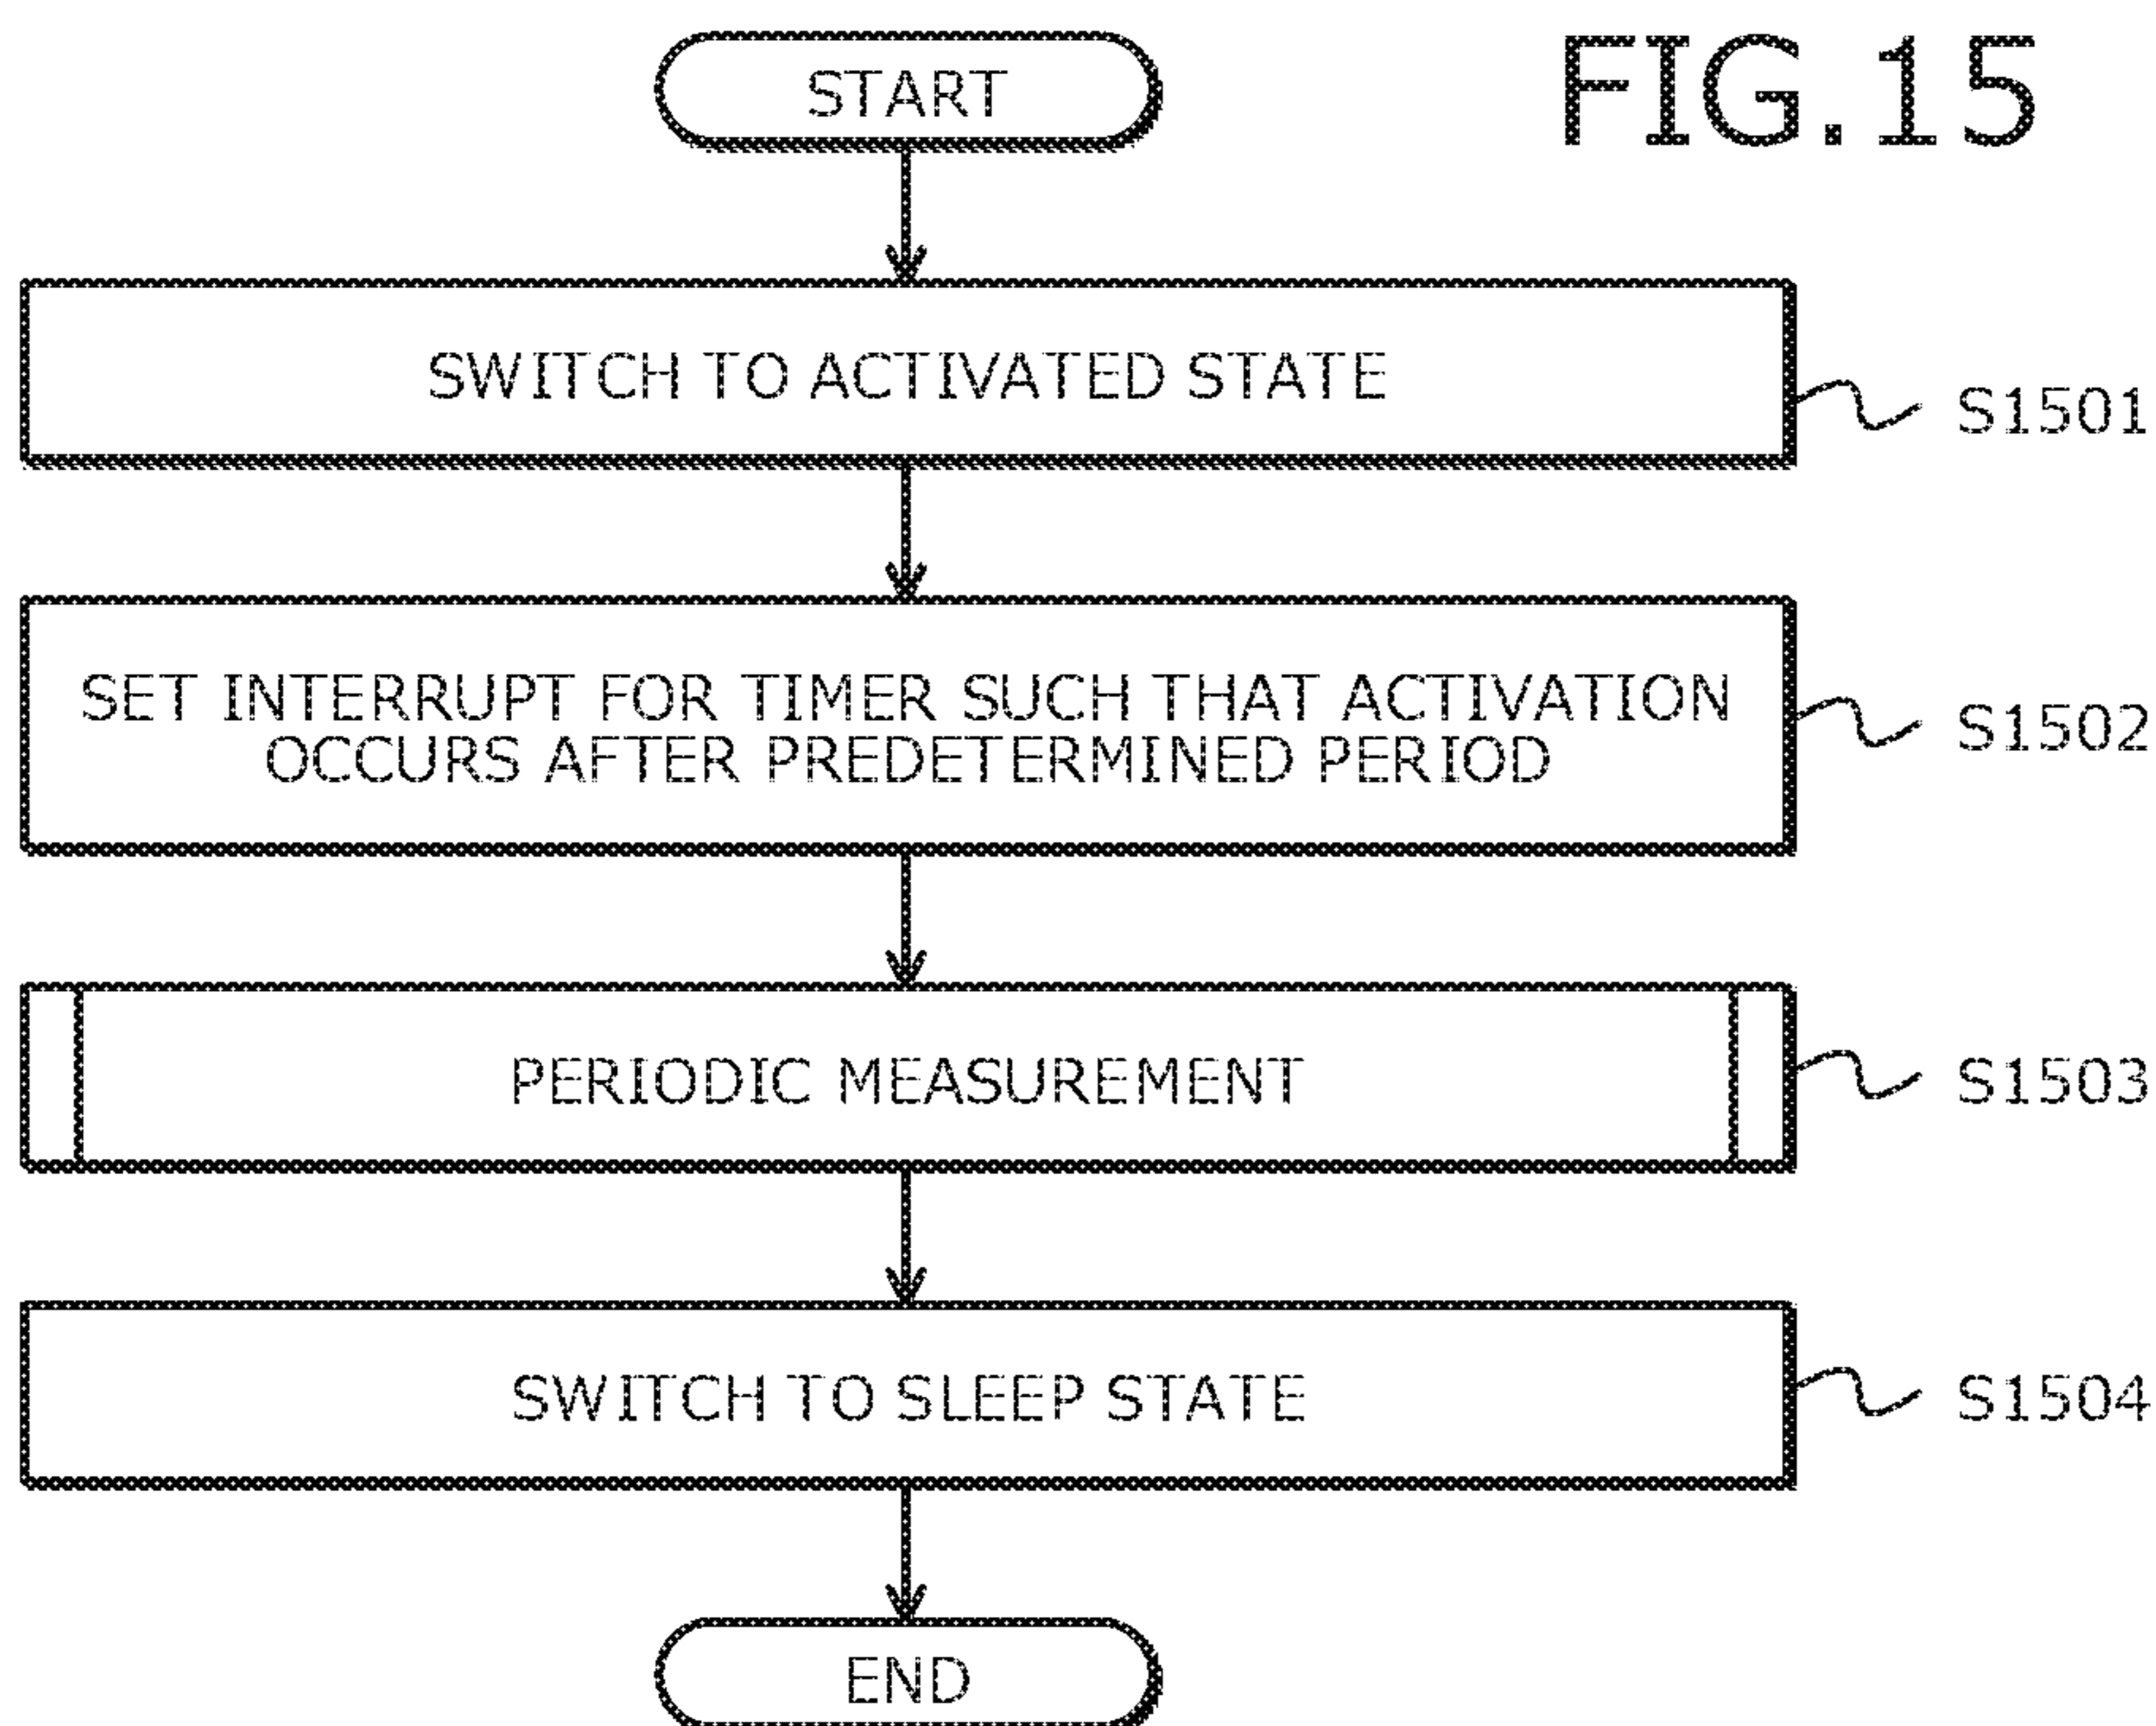 FIG.15
START
SWITCH TO ACTIVATED STATE
S1501
SET INTERRUPT FOR TIMER SUCH THAT ACTIVATION
OCCURS AFTER PREDETERMINED PERIOD
S1502
PERIODIC MEASUREMENT
S1503
SWITCH TO SLEEP STATE
S1504
END